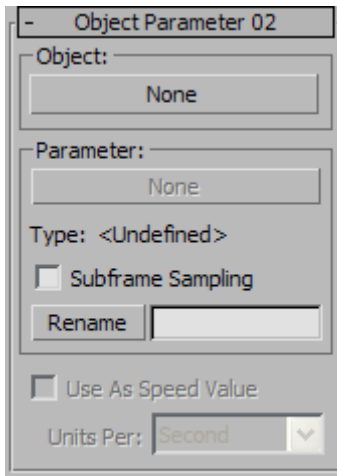 - Object Parameter 02
Object:
None
Parameter:
None
Type: <Undefined>
Subframe Sampling
Rename
Use As Speed Value
Units Per: Second